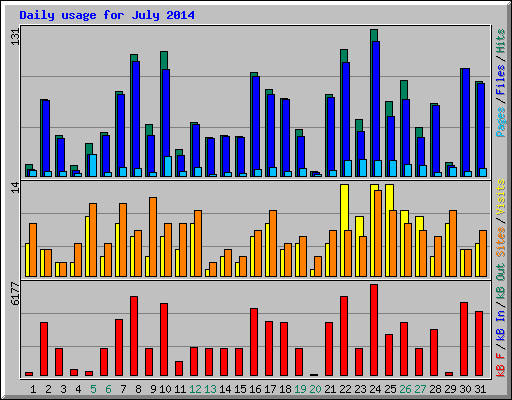 Daily usage for July 2014
131
Pages / Files / Hits
14
Sites / Visits
6177
kB F / kB In / kB Out
1 2 3 4 5 6 7 8 9 10 11 12 13 14 15 16 17 18 19 20 21 22 23 24 25 26 27 28 29 30 31